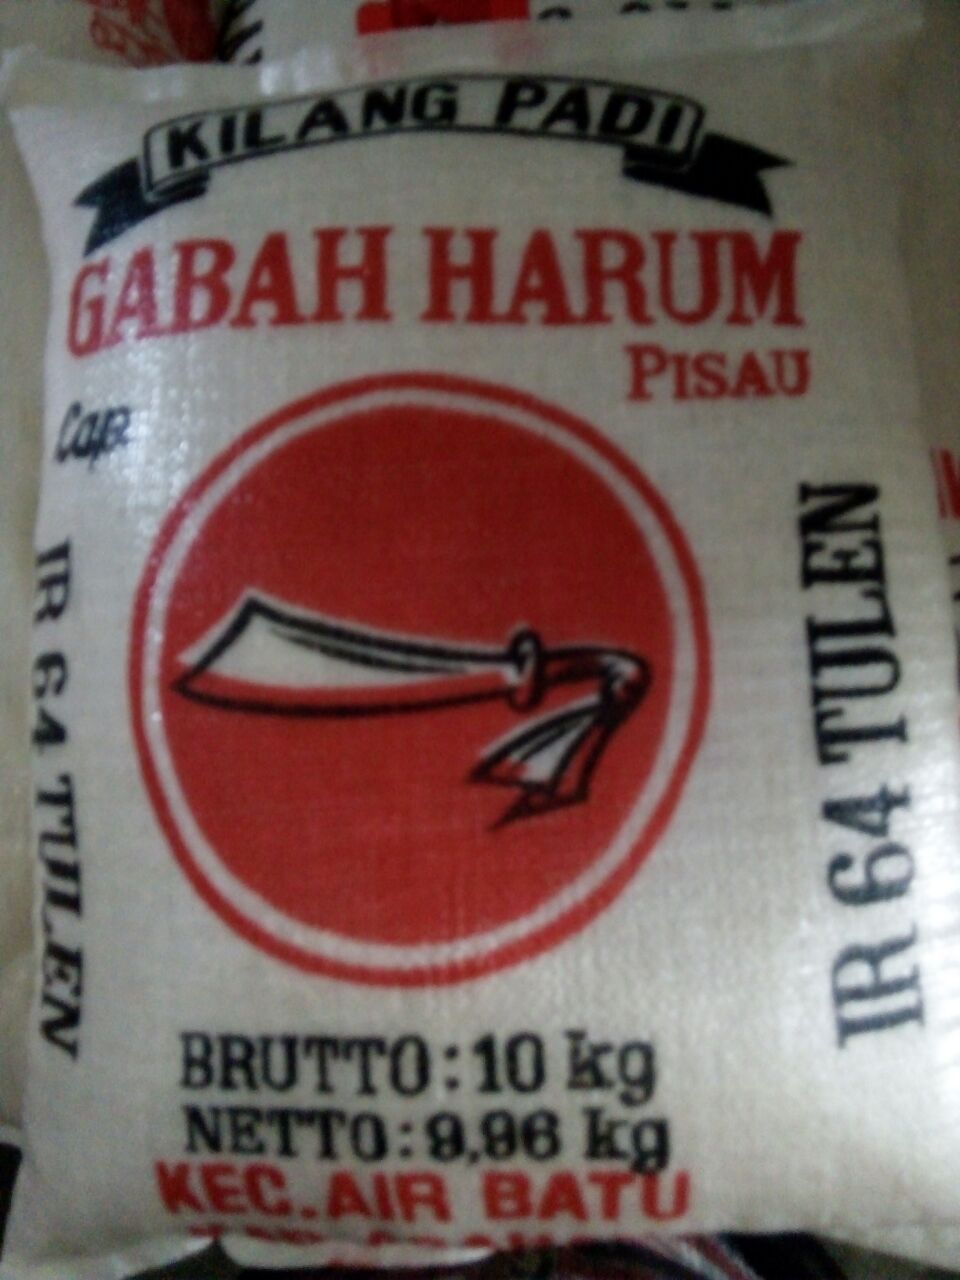 KILANG PADI
GABAH HARUM
PISAU
Cap:
IR 64 TULEN
IR 64 TULEN
BRUTTO : 10 kg
NETTO : 9,96 kg
KEC. AIR BATU